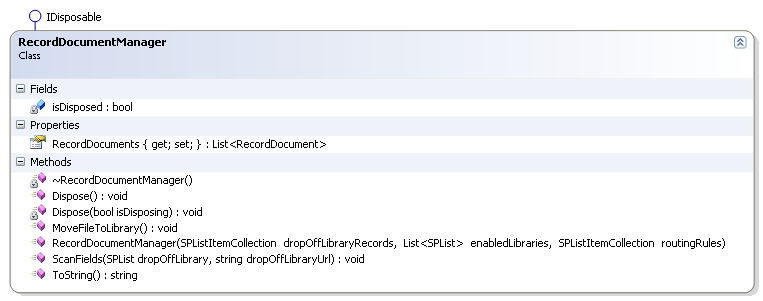 IDisposable
RecordDocumentManager
Class
Fields
isDisposed : bool
Properties
RecordDocuments { get; set; } : List<RecordDocument>
Methods
~RecordDocumentManager()
Dispose() : void
Dispose(bool isDisposing) : void
MoveFileToLibrary() : void
RecordDocumentManager(SPListItemCollection dropOffLibraryRecords, List<SPList> enabledLibraries, SPListItemCollection routingRules)
ScanFields(SPList dropOffLibrary, string dropOffLibraryUrl) : void
ToString() : string